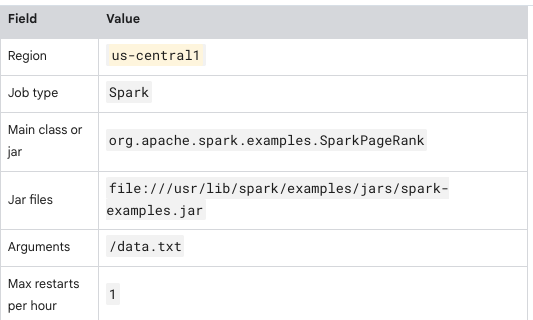 Field Value
Region us-central1
Job type Spark
Main class or
jar
org.apache.spark.examples.SparkPageRank
Jar files
file:///usr/lib/spark/examples/jars/spark-
examples.jar
Arguments /data.txt
Max restarts
per hour
1